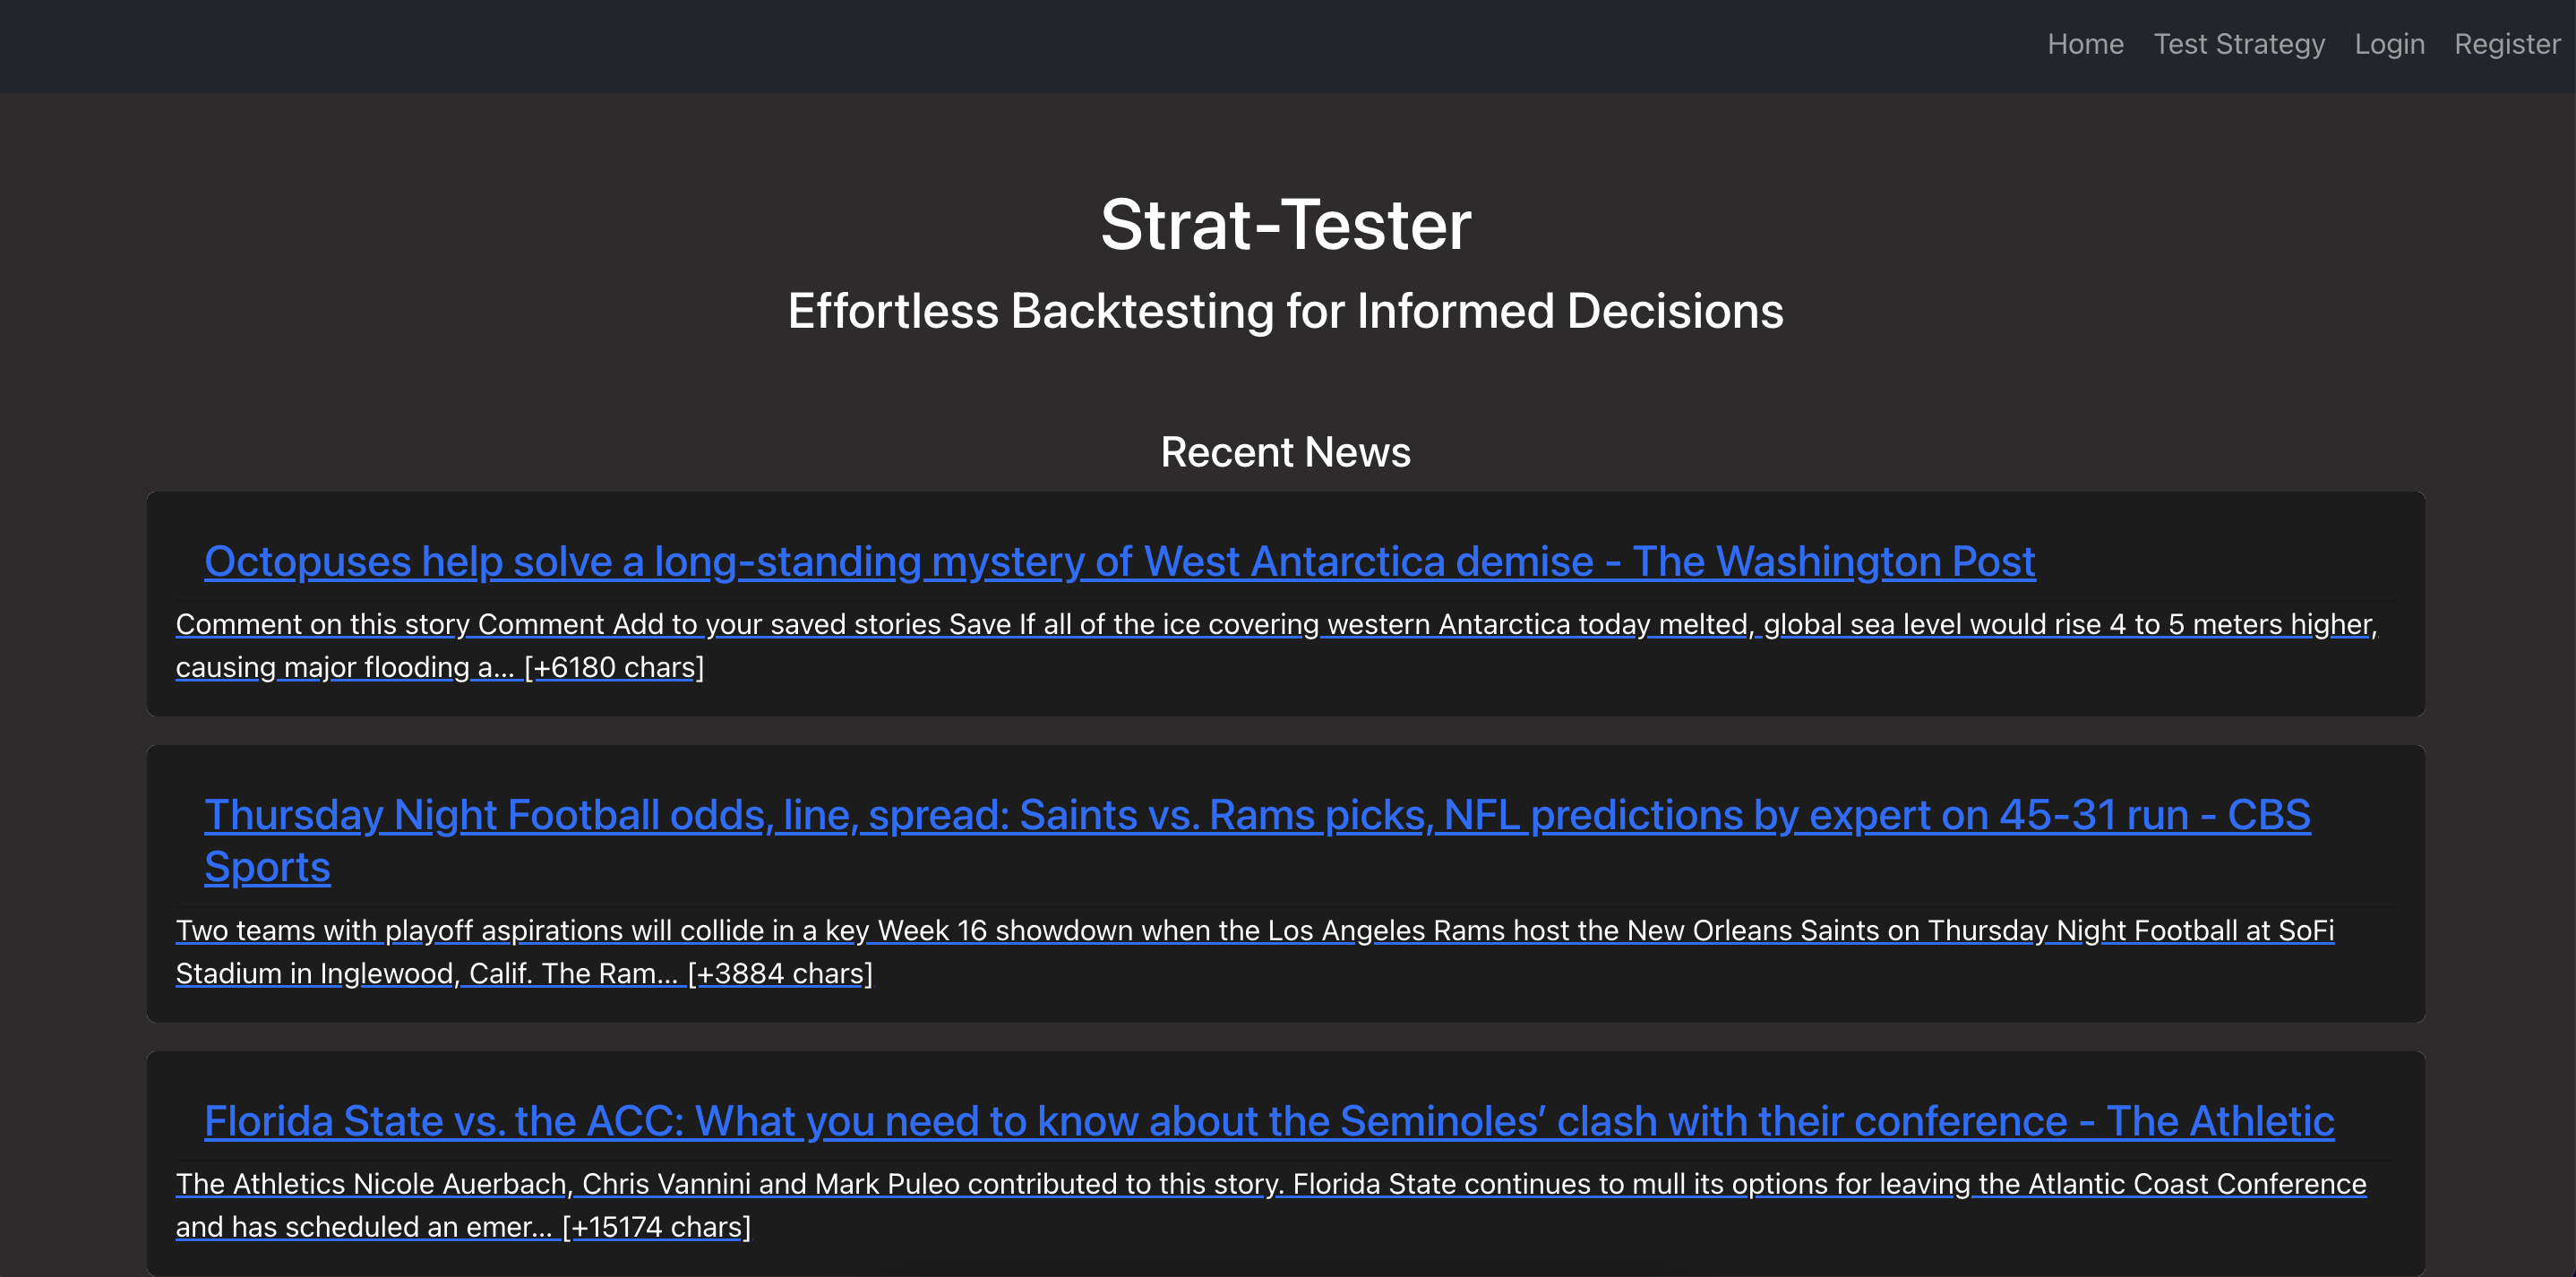 Home Test Strategy Login Register
Strat-Tester
Effortless Backtesting for Informed Decisions
Recent News
Octopuses help solve a long-standing mystery of West Antarctica demise - The Washington Post
Comment on this story Comment Add to your saved stories Save If all of the ice covering western Antarctica today melted, global sea level would rise 4 to 5 meters higher,
causing major flooding a… [+6180 chars]
Thursday Night Football odds, line, spread: Saints vs. Rams picks, NFL predictions by expert on 45-31 run - CBS
Sports
Two teams with playoff aspirations will collide in a key Week 16 showdown when the Los Angeles Rams host the New Orleans Saints on Thursday Night Football at SoFi
Stadium in Inglewood, Calif. The Ram… [+3884 chars]
Florida State vs. the ACC: What you need to know about the Seminoles’ clash with their conference - The Athletic
The Athletics Nicole Auerbach, Chris Vannini and Mark Puleo contributed to this story. Florida State continues to mull its options for leaving the Atlantic Coast Conference
and has scheduled an emer… [+15174 chars]